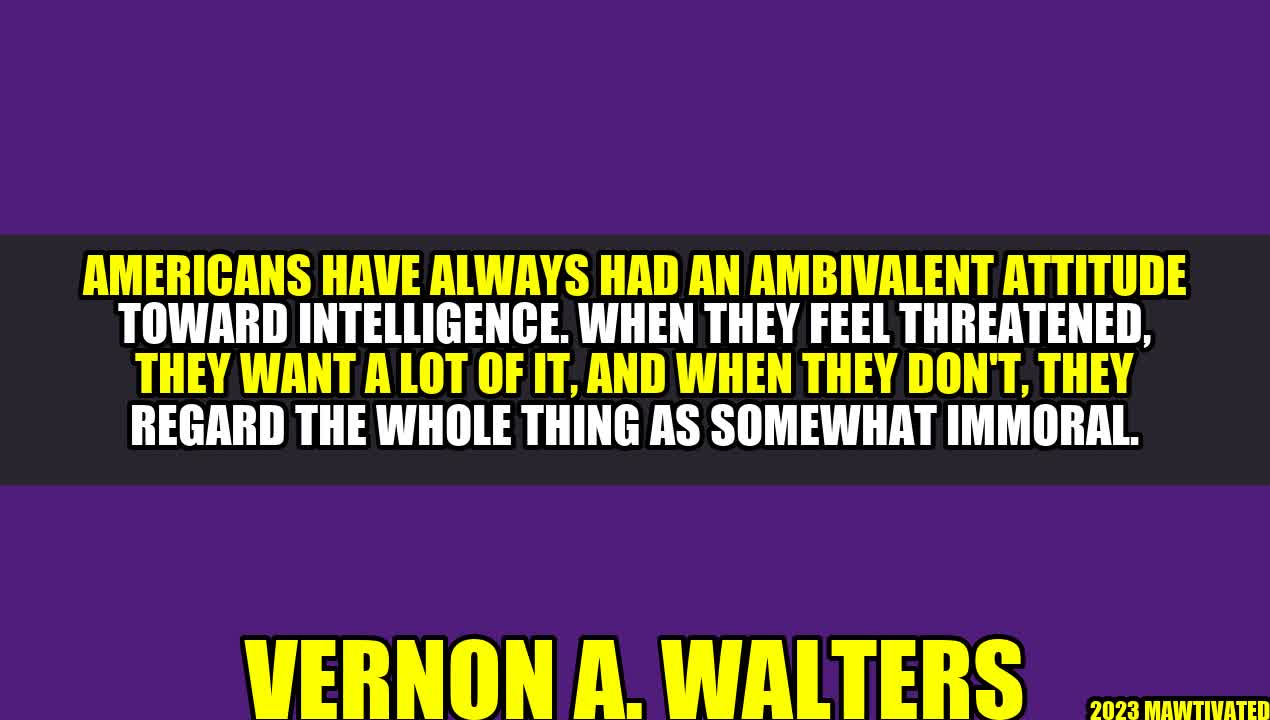 AMERICANS HAVE ALWAYS HAD AN AMBIVALENT ATTITUDE
TOWARD INTELLIGENCE. WHEN THEY FEEL THREATENED,
THEY WANT A LOT OF IT, AND WHEN THEY DON'T, THEY
REGARD THE WHOLE THING AS SOMEWHAT IMMORAL.
VERNON A. WALTERS
2023 MAWTIVATED